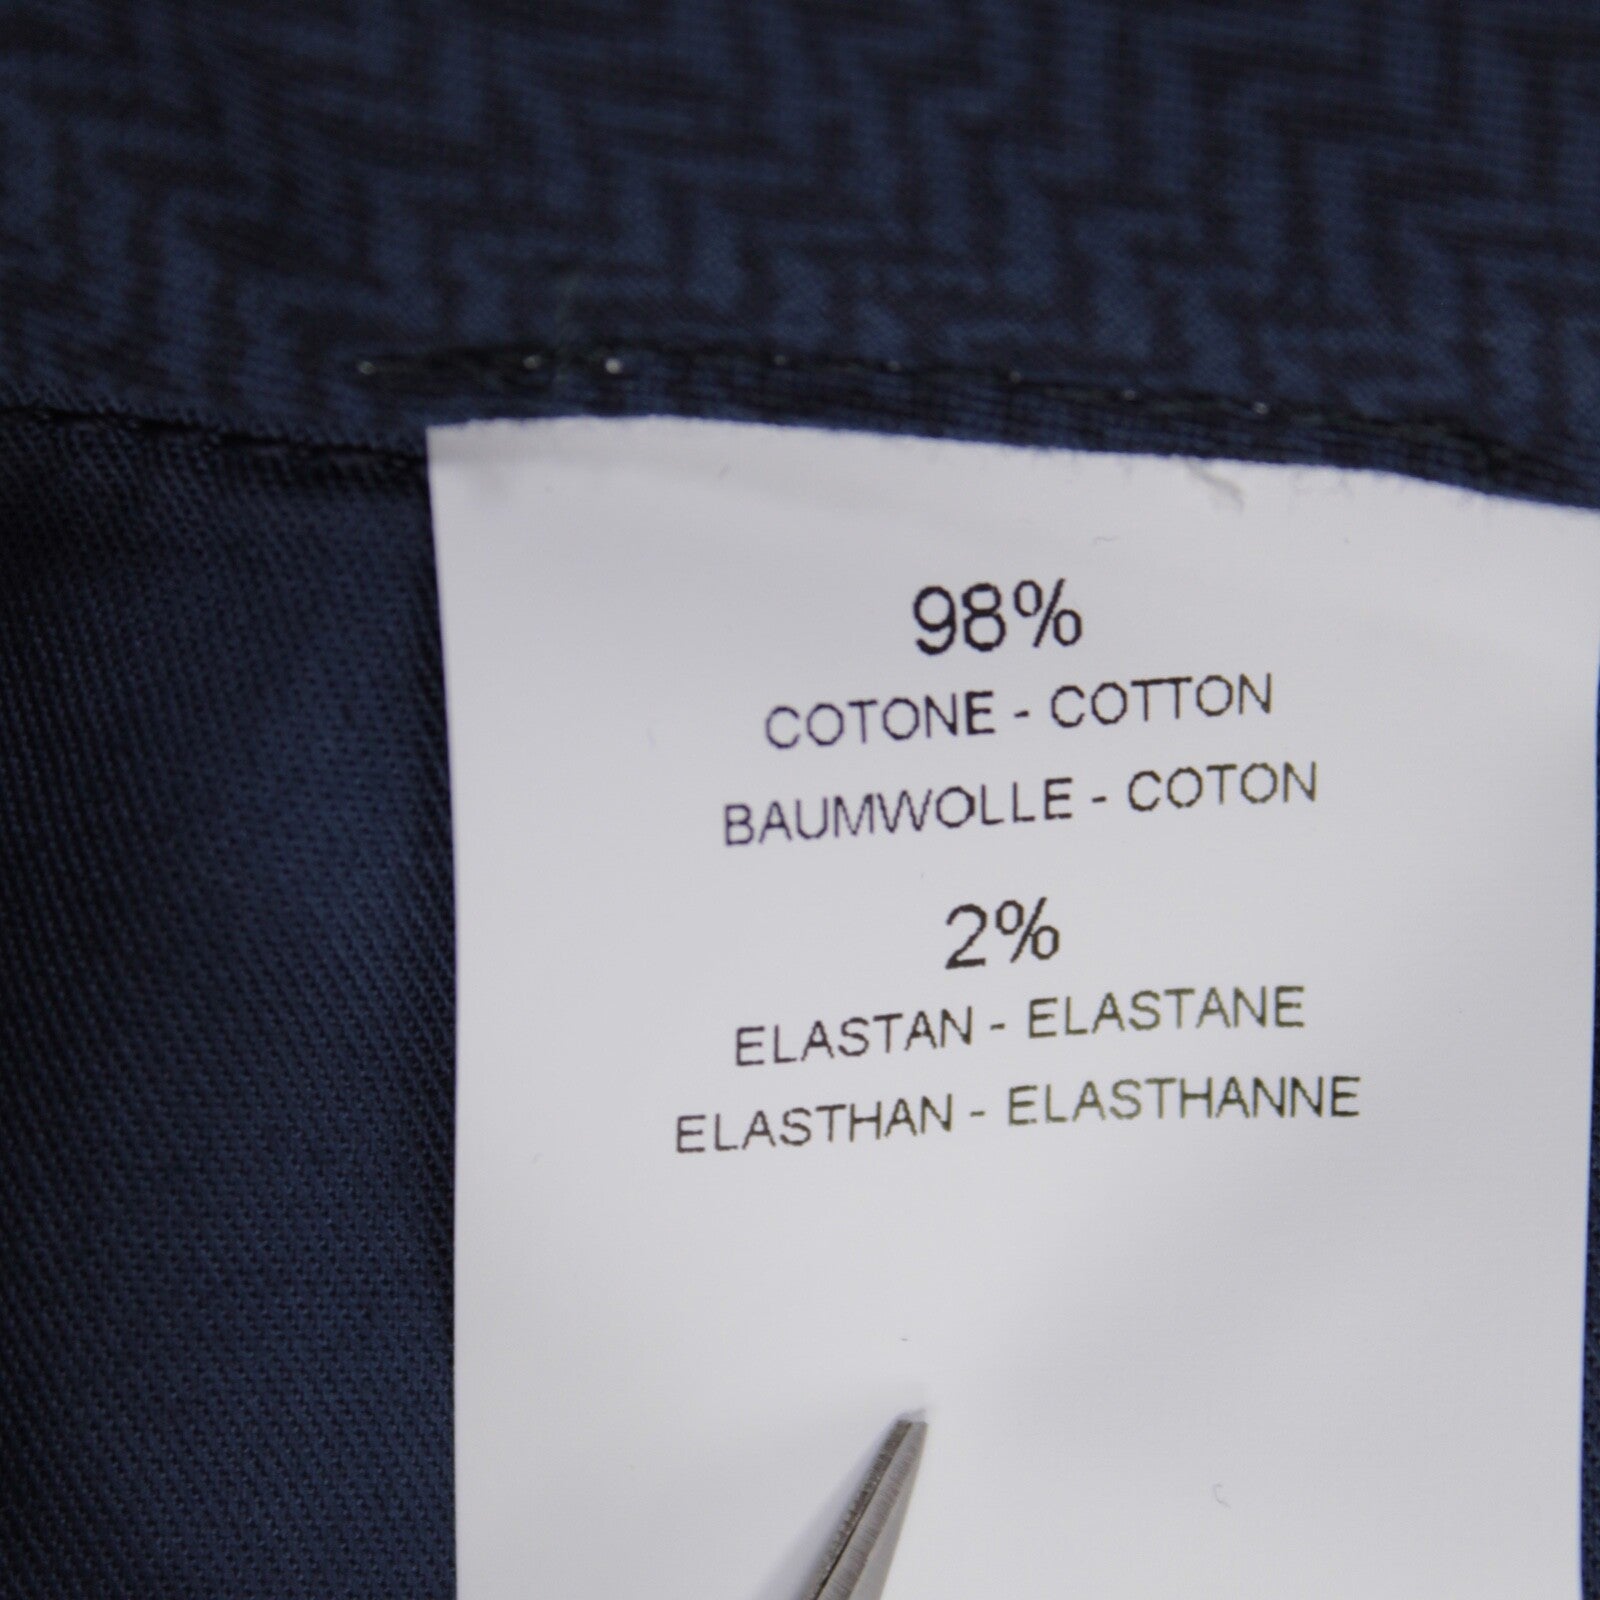 98%
COTONE - COTTON
BAUMWOLLE - COTON
2%
ELASTAN - ELASTANE
ELASTHAN - ELASTHANNE